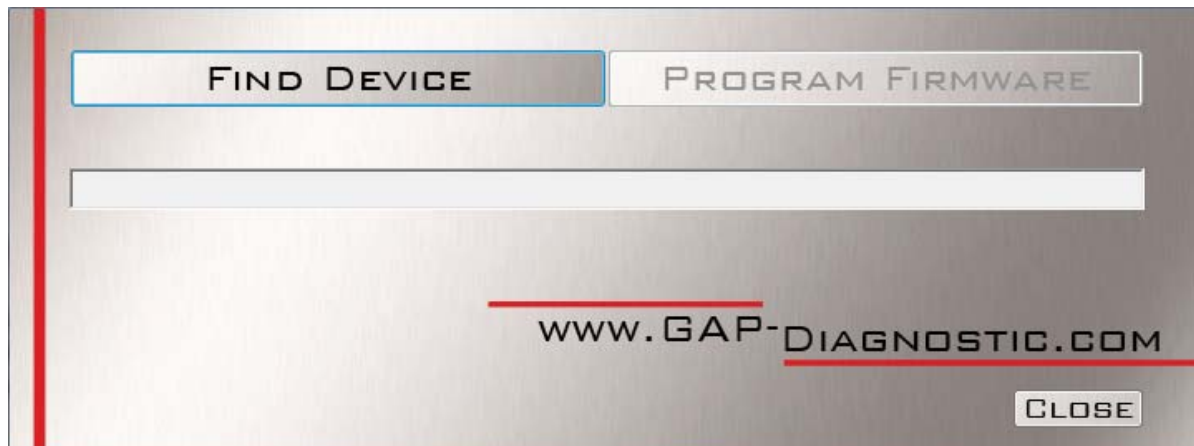 FIND DEVICE
PROGRAM FIRMWARE
WWW.GAP-DIAGNOSTIC.COM
CLOSE